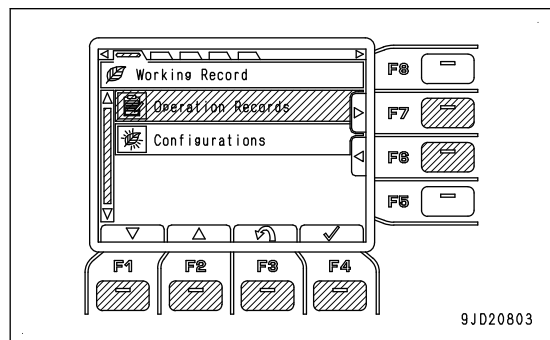 Working Record
Operation Records
Configurations
F8
F7
F6
F5
F1
F2
F3
F4
9JD20803